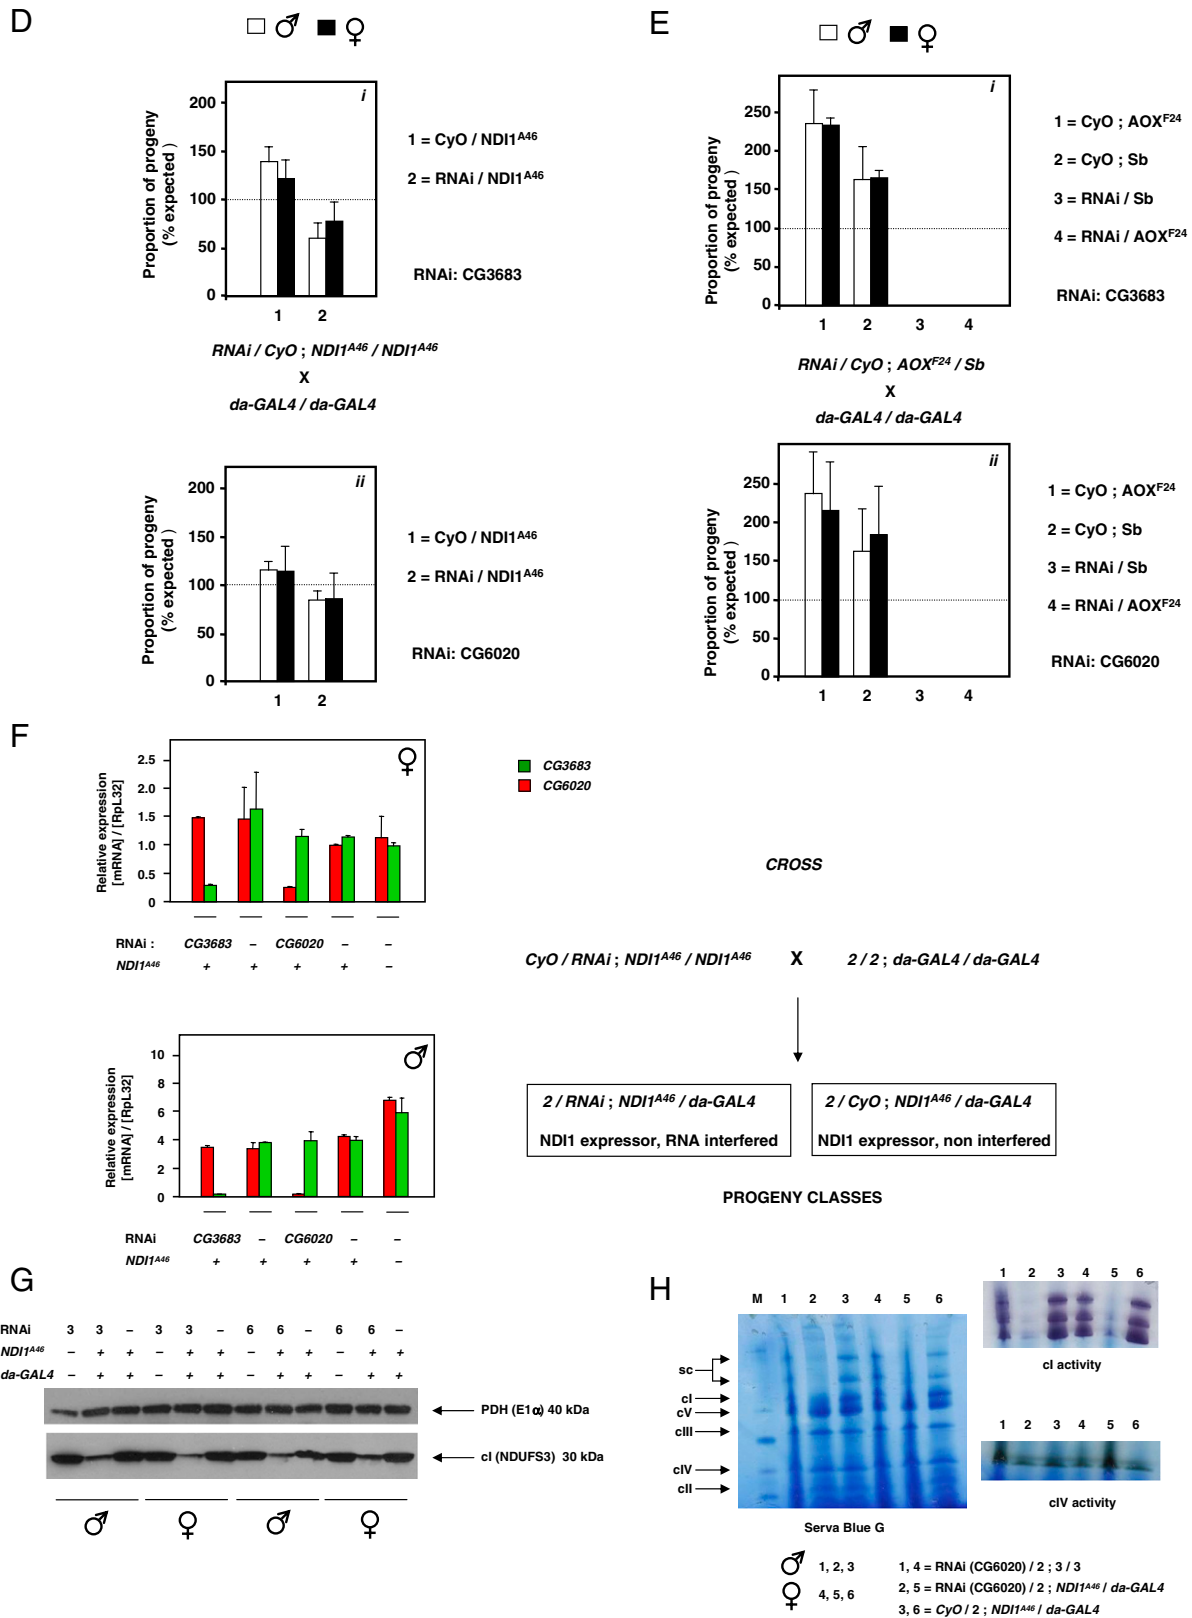 D
♂ ♀
i
Proportion of progeny
(% expected )
200
150
100
50
0
1 2
1 = CyO / NDI1A46
2 = RNAi / NDI1A46
RNAi: CG3683
RNAi / CyO ; NDI1A46 / NDI1A46
X
da-GAL4 / da-GAL4
ii
Proportion of progeny
(% expected )
200
150
100
50
0
1 2
1 = CyO / NDI1A46
2 = RNAi / NDI1A46
RNAi: CG6020
E
♂ ♀
i
Proportion of progeny
(% expected )
250
200
150
100
50
0
1 2 3 4
1 = CyO ; AOXF24
2 = CyO ; Sb
3 = RNAi / Sb
4 = RNAi / AOXF24
RNAi: CG3683
RNAi / CyO ; AOXF24 / Sb
X
da-GAL4 / da-GAL4
ii
Proportion of progeny
(% expected )
250
200
150
100
50
0
1 2 3 4
1 = CyO ; AOXF24
2 = CyO ; Sb
3 = RNAi / Sb
4 = RNAi / AOXF24
RNAi: CG6020
F
♀
Relative expression
[mRNA] / [RpL32]
2.5
2.0
1.5
1.0
0.5
0
RNAi : CG3683 – CG6020 – –
NDI1A46 + + + + –
CG3683
CG6020
♂
Relative expression
[mRNA] / [RpL32]
10
8
6
4
2
0
RNAi CG3683 – CG6020 – –
NDI1A46 + + + + –
CROSS
CyO / RNAi ; NDI1A46 / NDI1A46 X 2 / 2 ; da-GAL4 / da-GAL4
2 / RNAi ; NDI1A46 / da-GAL4
NDI1 expressor, RNA interfered
2 / CyO ; NDI1A46 / da-GAL4
NDI1 expressor, non interfered
PROGENY CLASSES
G
RNAi 3 3 – 3 3 – 6 6 – 6 6 –
NDI1A46 – + + – + + – + + – + +
da-GAL4 – + + – + + – + + – + +
PDH (E1α) 40 kDa
cI (NDUFS3) 30 kDa
♂ ♀ ♂ ♀
H
M 1 2 3 4 5 6
sc
cI
cV
cIII
cIV
cII
Serva Blue G
1 2 3 4 5 6
cI activity
1 2 3 4 5 6
cIV activity
♂ 1, 2, 3
♀ 4, 5, 6
1, 4 = RNAi (CG6020) / 2 ; 3 / 3
2, 5 = RNAi (CG6020) / 2 ; NDI1A46 / da-GAL4
3, 6 = CyO / 2 ; NDI1A46 / da-GAL4